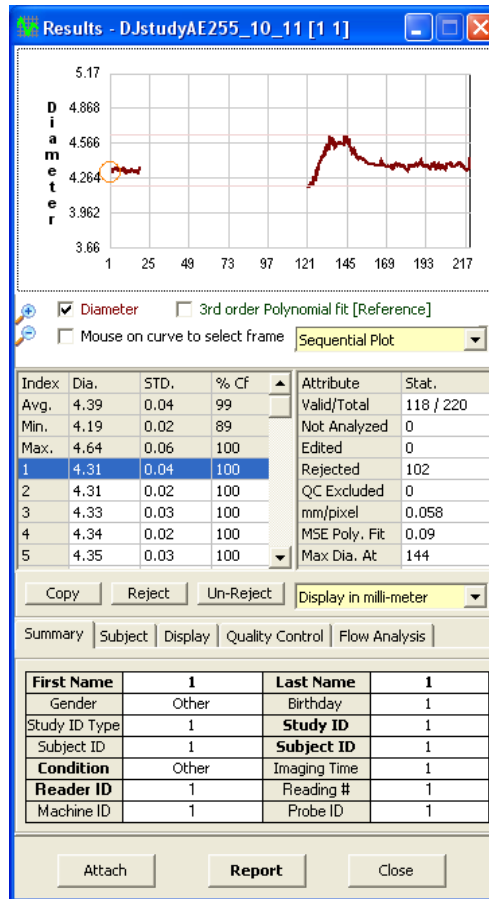 Results - DJstudyAE255_10_11 [1 1]
Diameter
5.17
4.868
4.566
4.264
3.962
3.66
1 25 49 73 97 121 145 169 193 217
Diameter 3rd order Polynomial fit [Reference]
Mouse on curve to select frame Sequential Plot
Index Dia. STD. % Cf Attribute Stat.
Avg. 4.39 0.04 99 Valid/Total 118 / 220
Min. 4.19 0.02 89 Not Analyzed 0
Max. 4.64 0.06 100 Edited 0
1 4.31 0.04 100 Rejected 102
2 4.31 0.02 100 QC Excluded 0
3 4.33 0.03 100 mm/pixel 0.058
4 4.34 0.02 100 MSE Poly. Fit 0.09
5 4.35 0.03 100 Max Dia. At 144
Copy Reject Un-Reject Display in milli-meter
Summary Subject Display Quality Control Flow Analysis
First Name 1 Last Name 1
Gender Other Birthday 1
Study ID Type 1 Study ID 1
Subject ID 1 Subject ID 1
Condition Other Imaging Time 1
Reader ID 1 Reading # 1
Machine ID 1 Probe ID 1
Attach Report Close